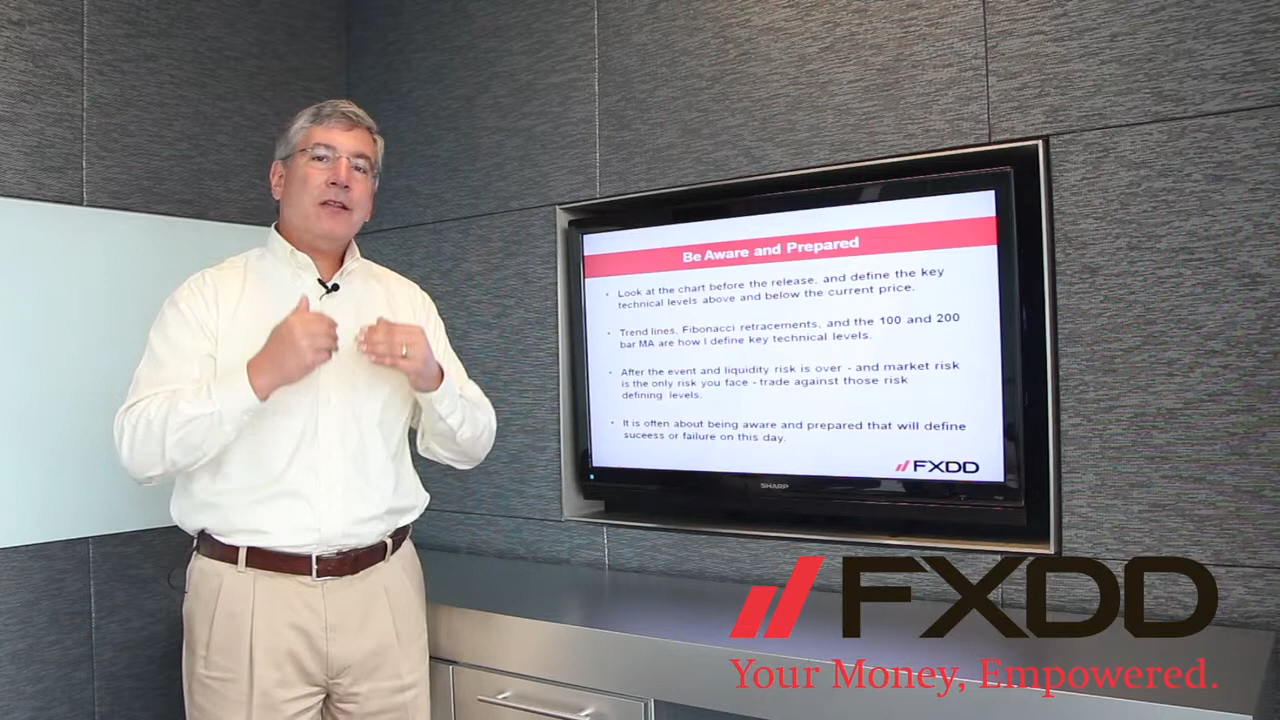 Be Aware and Prepared
• Look at the chart before the release, and define the key
technical levels above and below the current price.
• Trend lines, Fibonacci retracements, and the 100 and 200
bar MA are how I define key technical levels.
• After the event and liquidity risk is over - and market risk
is the only risk you face - trade against those risk
defining levels.
• It is often about being aware and prepared that will define
suceess or failure on this day.
FXDD
SHARP
FXDD
Your Money, Empowered.